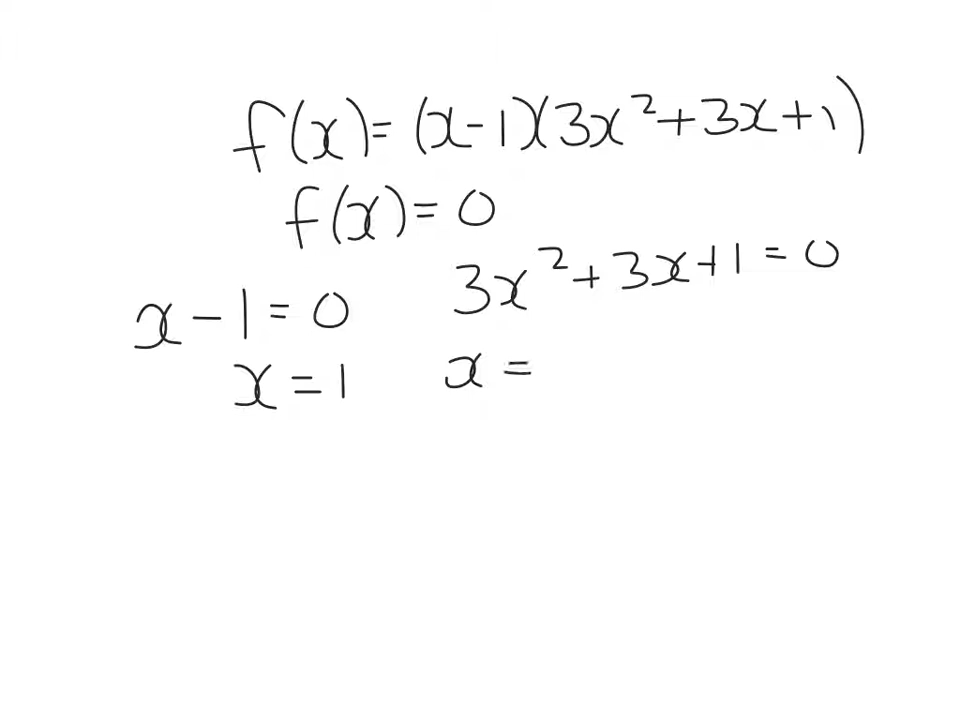 f(x)=(x-1)(3x²+3x+1)
f(x)=0
x-1=0 3x²+3x+1=0
x=1 x=